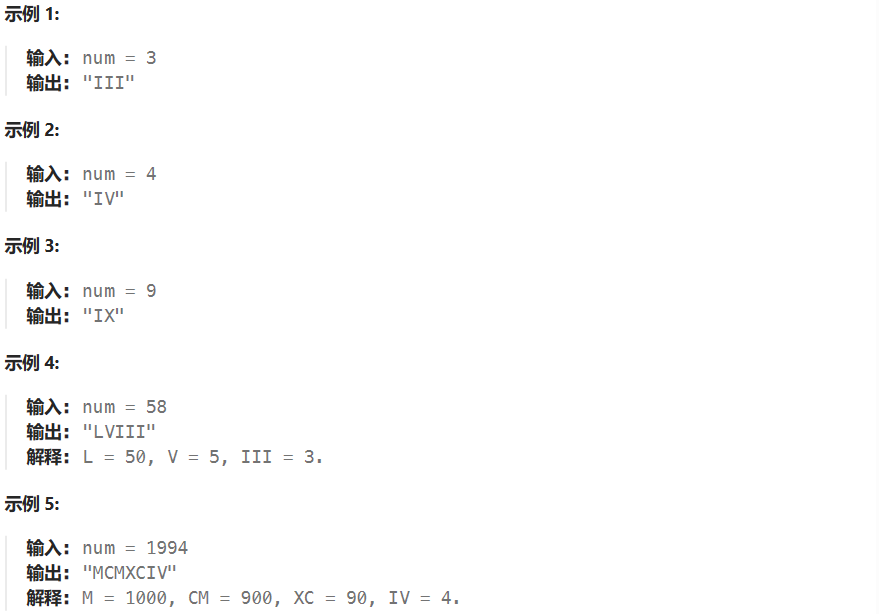 示例 1:
输入: num = 3
输出: "III"
示例 2:
输入: num = 4
输出: "IV"
示例 3:
输入: num = 9
输出: "IX"
示例 4:
输入: num = 58
输出: "LVIII"
解释: L = 50, V = 5, III = 3.
示例 5:
输入: num = 1994
输出: "MCMXCIV"
解释: M = 1000, CM = 900, XC = 90, IV = 4.